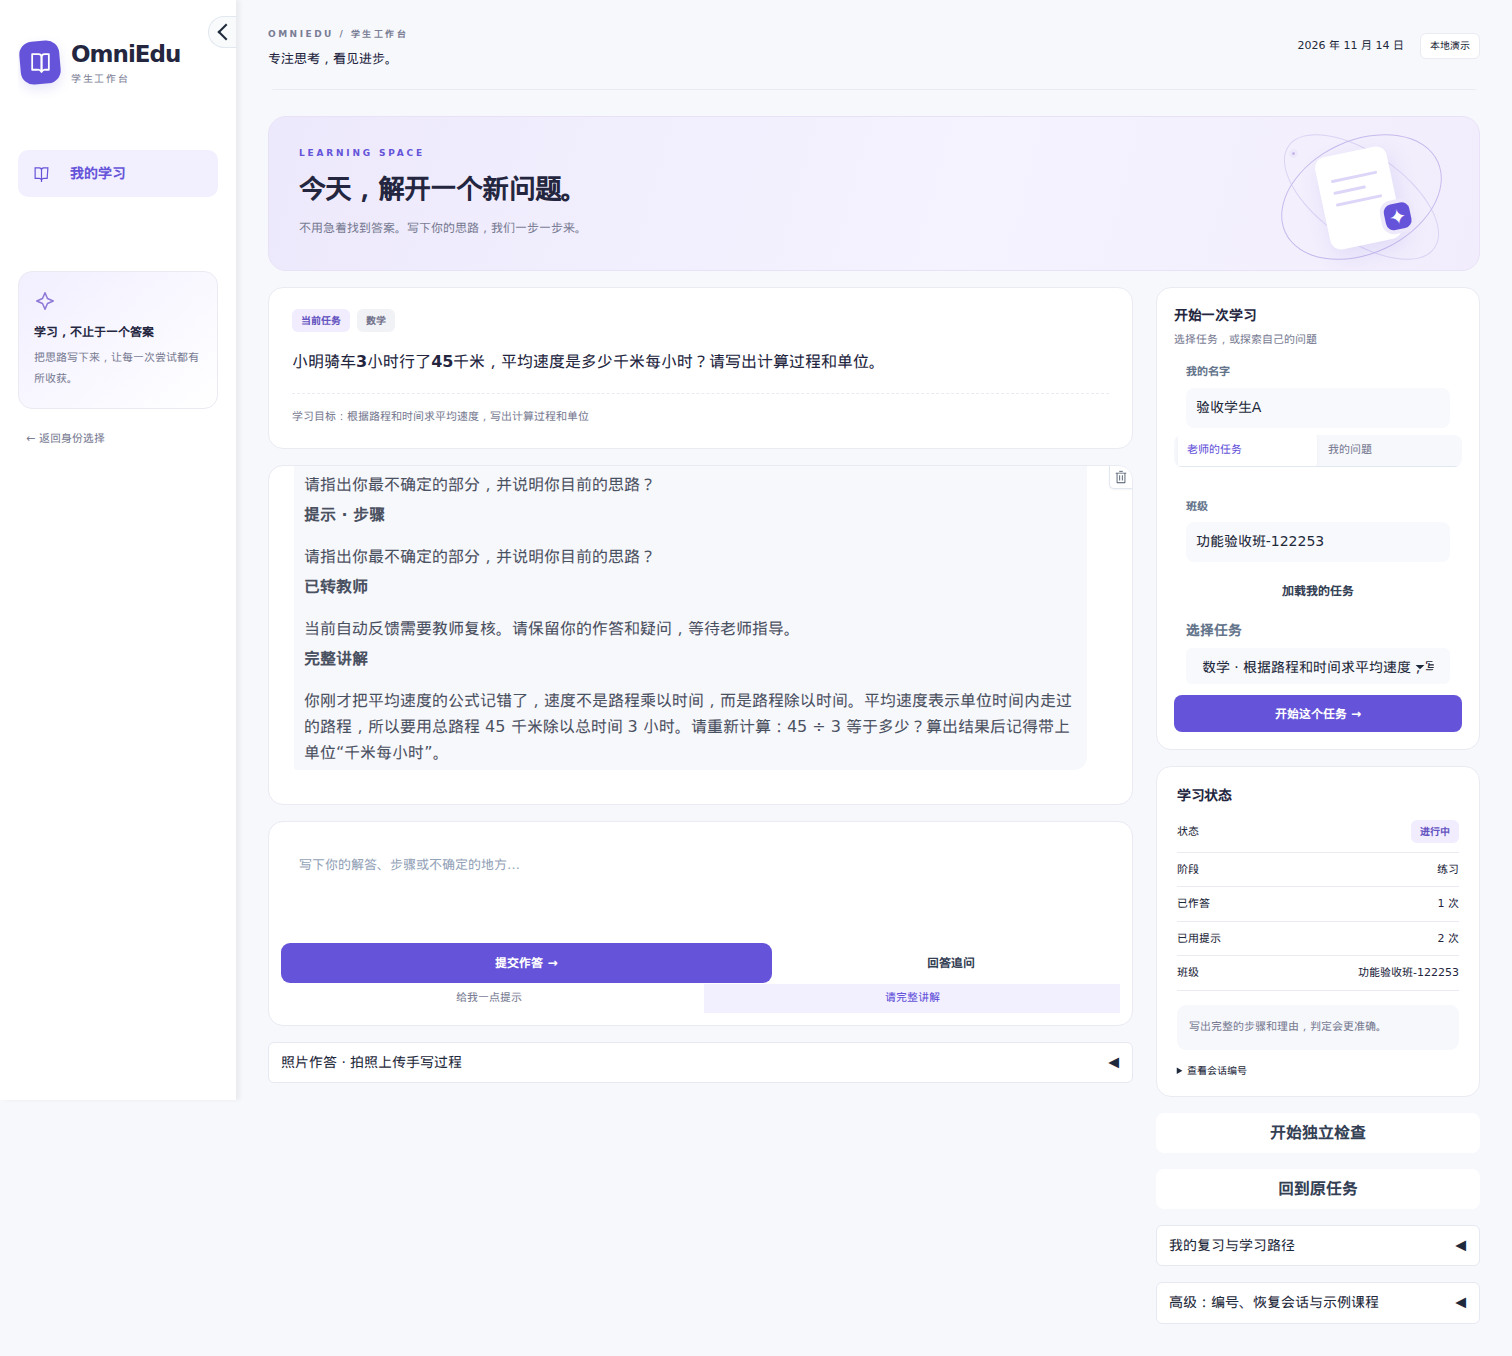 OmniEdu
学生工作台
我的学习
学习，不止于一个答案
把思路写下来，让每一次尝试都有
所收获。
← 返回身份选择
OMNIEDU / 学生工作台
专注思考，看见进步。
2026 年 11 月 14 日
本地演示
LEARNING SPACE
今天，解开一个新问题。
不用急着找到答案。写下你的思路，我们一步一步来。
当前任务
数学
小明骑车3小时行了45千米，平均速度是多少千米每小时？请写出计算过程和单位。
学习目标：根据路程和时间求平均速度，写出计算过程和单位
请指出你最不确定的部分，并说明你目前的思路？
提示 · 步骤
请指出你最不确定的部分，并说明你目前的思路？
已转教师
当前自动反馈需要教师复核。请保留你的作答和疑问，等待老师指导。
完整讲解
你刚才把平均速度的公式记错了，速度不是路程乘以时间，而是路程除以时间。平均速度表示单位时间内走过
的路程，所以要用总路程 45 千米除以总时间 3 小时。请重新计算：45 ÷ 3 等于多少？算出结果后记得带上
单位“千米每小时”。
写下你的解答、步骤或不确定的地方...
提交作答 →
回答追问
给我一点提示
请完整讲解
照片作答 · 拍照上传手写过程
开始一次学习
选择任务，或探索自己的问题
我的名字
验收学生A
老师的任务
我的问题
班级
功能验收班-122253
加载我的任务
选择任务
数学 · 根据路程和时间求平均速度，
开始这个任务 →
学习状态
状态
进行中
阶段
练习
已作答
1 次
已用提示
2 次
班级
功能验收班-122253
写出完整的步骤和理由，判定会更准确。
查看会话编号
开始独立检查
回到原任务
我的复习与学习路径
高级：编号、恢复会话与示例课程